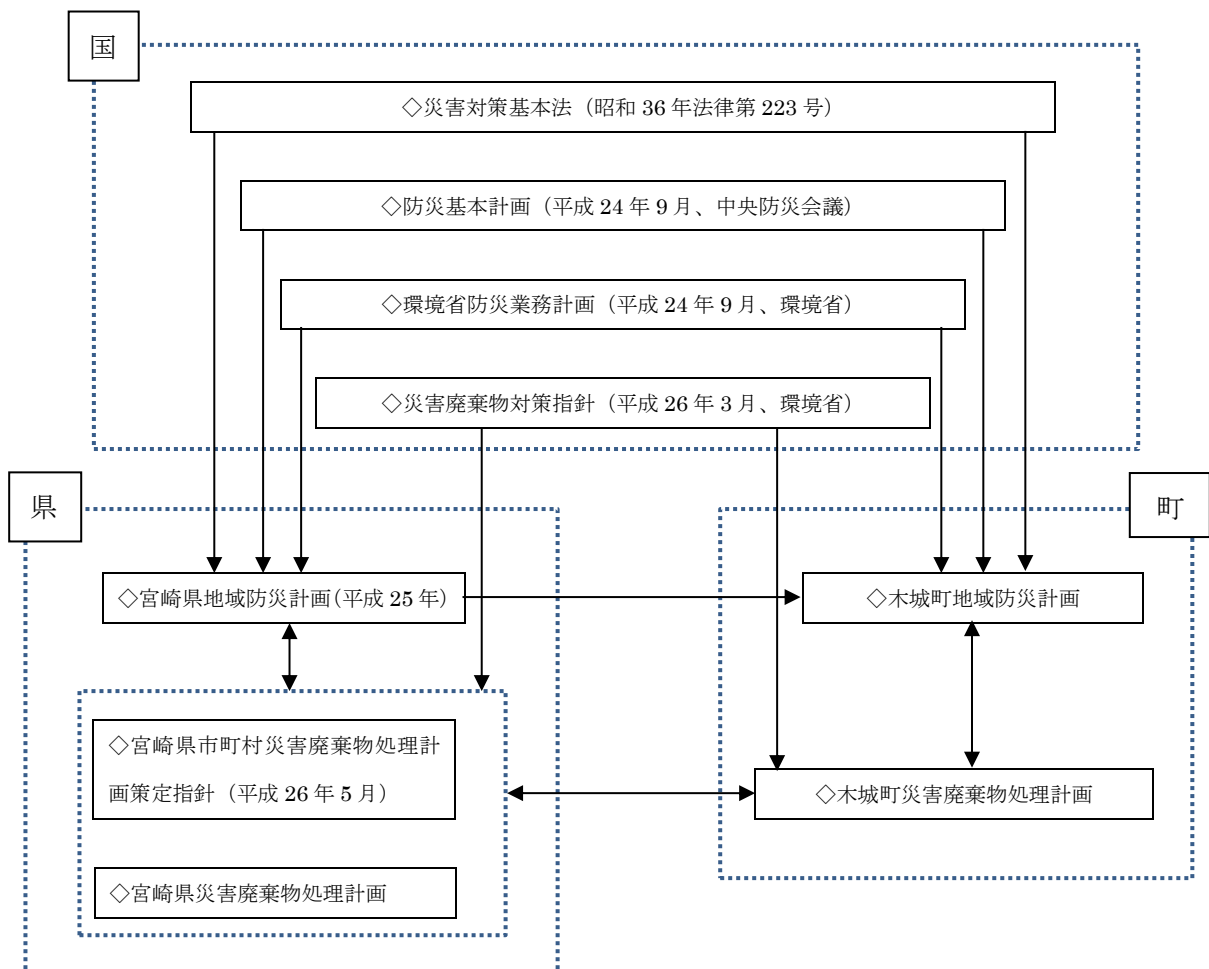 国
◇災害対策基本法（昭和 36 年法律第 223 号）
◇防災基本計画（平成 24 年 9 月、中央防災会議）
◇環境省防災業務計画（平成 24 年 9 月、環境省）
◇災害廃棄物対策指針（平成 26 年 3 月、環境省）
県
町
◇宮崎県地域防災計画(平成 25 年)
◇木城町地域防災計画
◇宮崎県市町村災害廃棄物処理計
画策定指針（平成 26 年 5 月）
◇木城町災害廃棄物処理計画
◇宮崎県災害廃棄物処理計画